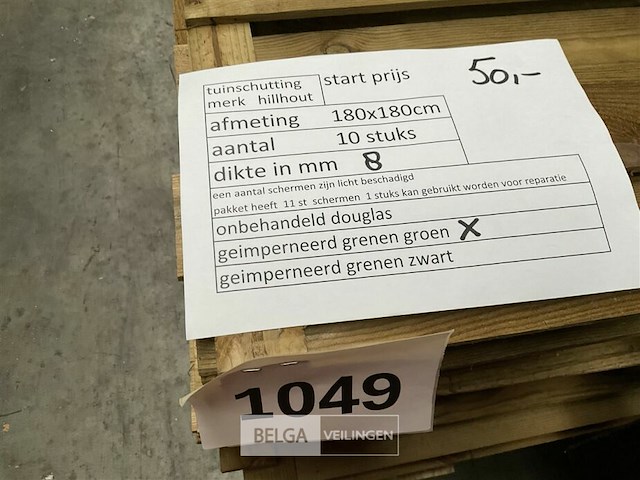 tuinschutting
merk hillhout
start prijs
50,-
afmeting 180x180cm
aantal 10 stuks
dikte in mm 8
een aantal schermen zijn licht beschadigd
pakket heeft 11 st schermen 1 stuks kan gebruikt worden voor reparatie
onbehandeld douglas
geimperneerd grenen groen X
geimperneerd grenen zwart
1049
BELGA VEILINGEN